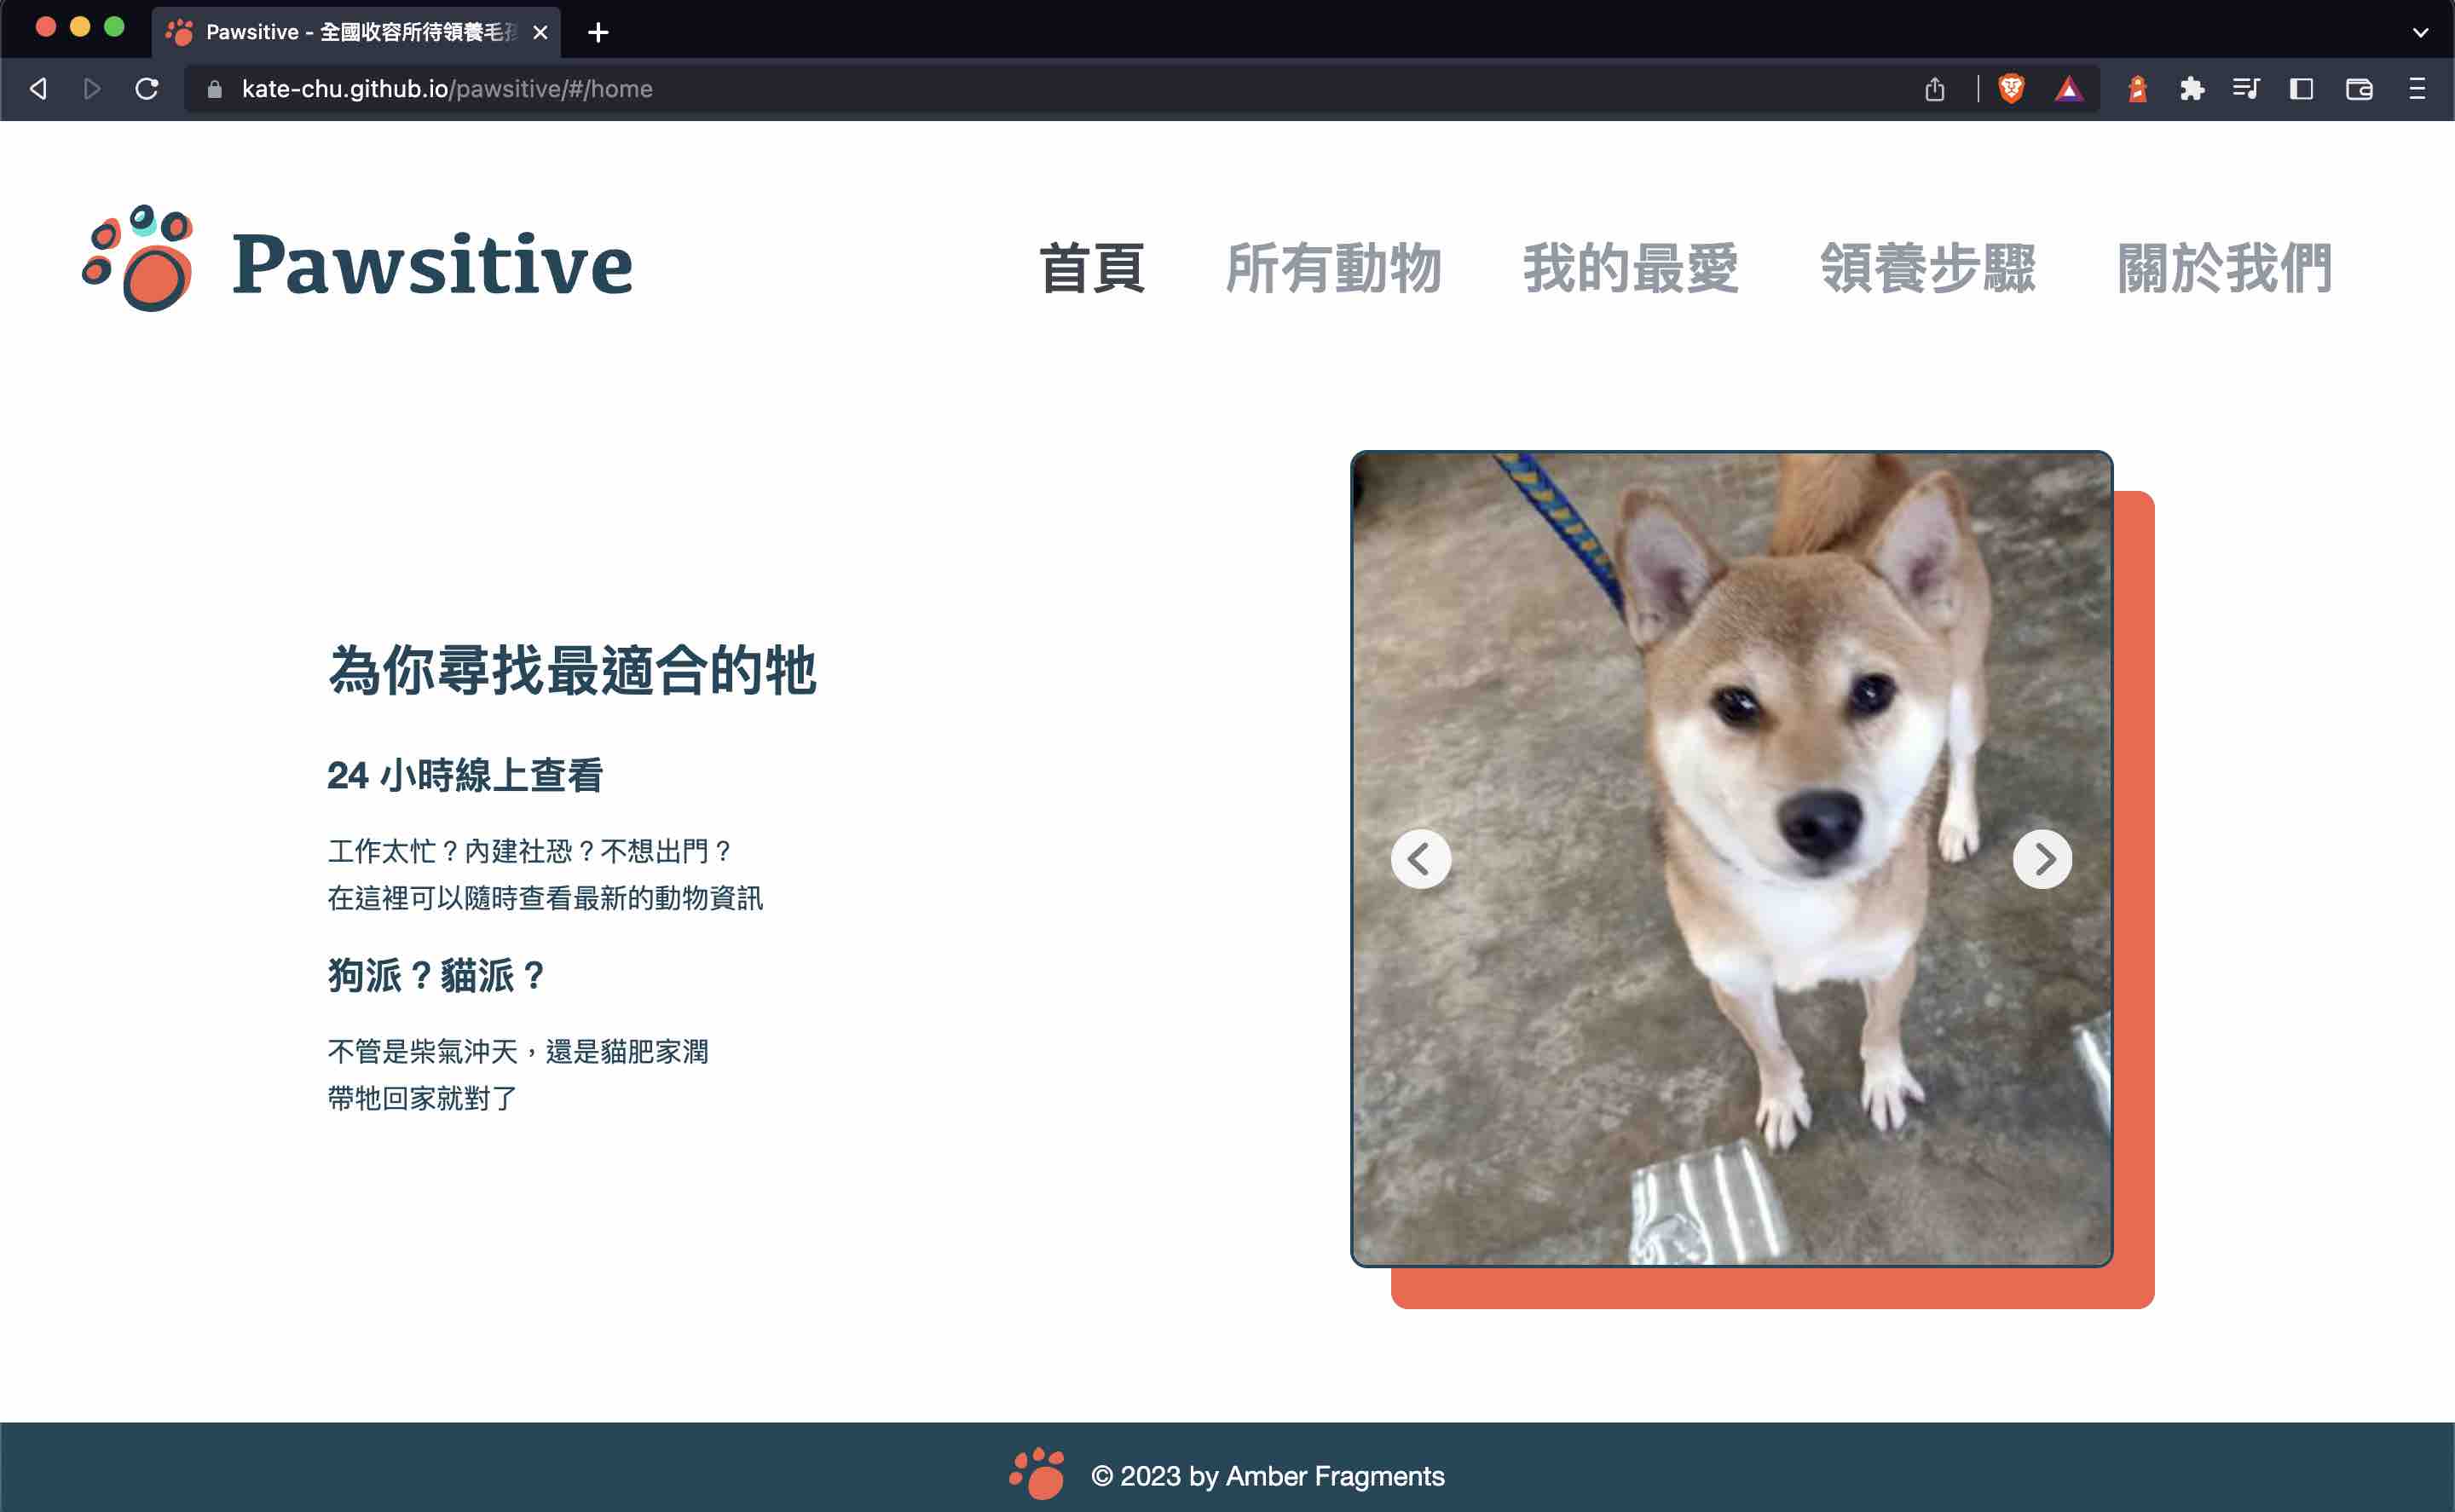 Pawsitive - 全國收容所待領養毛孩
kate-chu.github.io/pawsitive/#/home
Pawsitive
首頁 所有動物 我的最愛 領養步驟 關於我們
為你尋找最適合的牠
24 小時線上查看
工作太忙？內建社恐？不想出門？
在這裡可以隨時查看最新的動物資訊
狗派？貓派？
不管是柴氣沖天，還是貓肥家潤
帶牠回家就對了
© 2023 by Amber Fragments